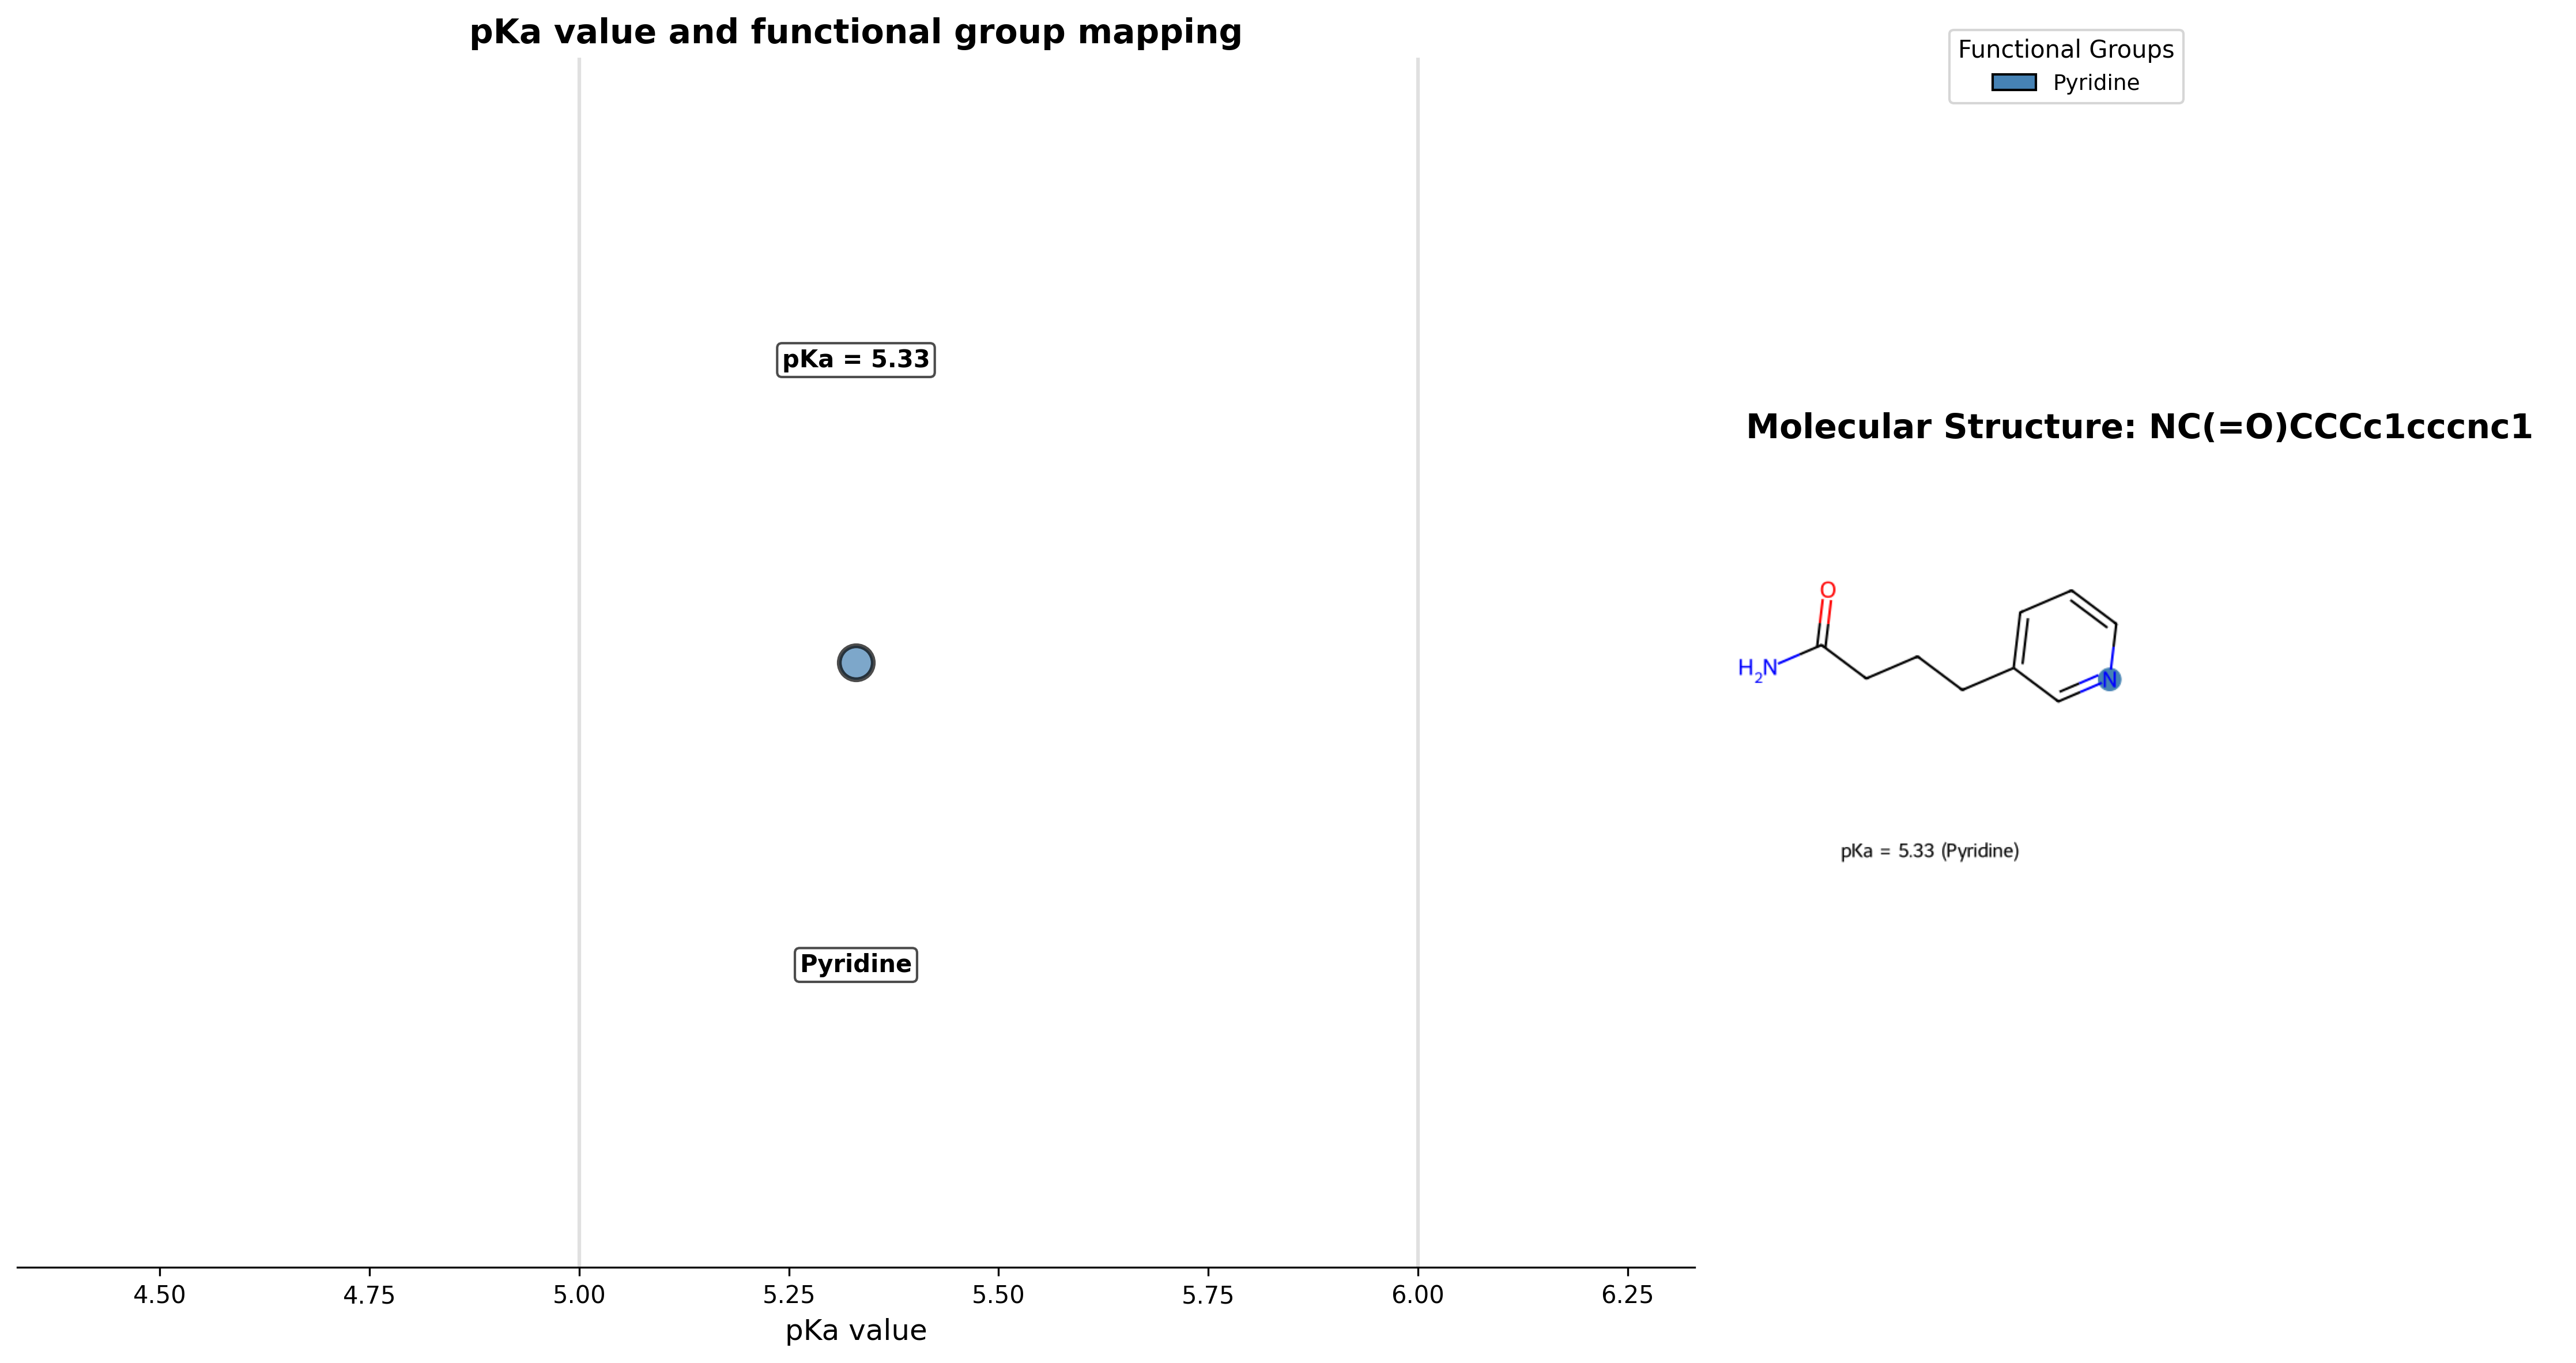 pKa value and functional group mapping
Functional Groups
Pyridine
pKa = 5.33
Molecular Structure: NC(=O)CCCc1cccnc1
O
H2N
N
pKa = 5.33 (Pyridine)
Pyridine
4.50 4.75 5.00 5.25 5.50 5.75 6.00 6.25
pKa value